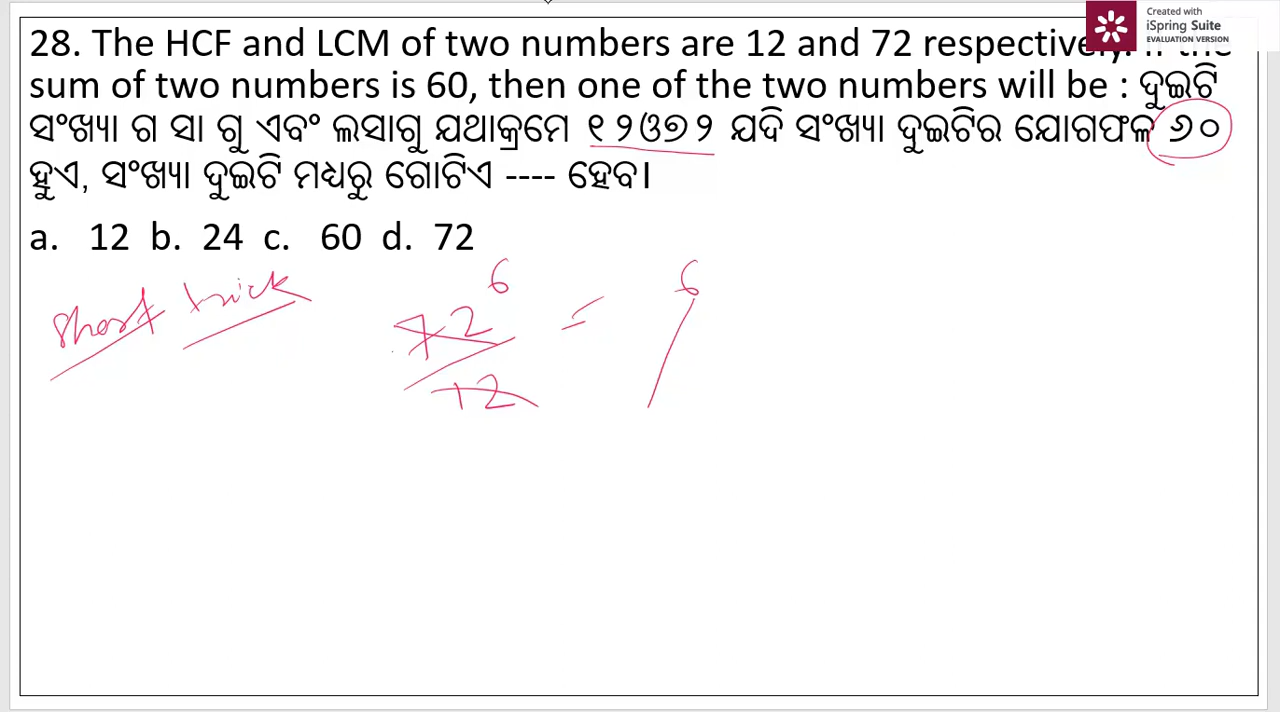 Created with
iSpring Suite
EVALUATION VERSION
28. The HCF and LCM of two numbers are 12 and 72 respectively. If the
sum of two numbers is 60, then one of the two numbers will be : ଦୁଇଟି
ସଂଖ୍ୟା ଗ ସା ଗୁ ଏବଂ ଲସାଗୁ ଯଥାକ୍ରମେ ୧୨ଓ୭୨ ଯଦି ସଂଖ୍ୟା ଦୁଇଟିର ଯୋଗଫଳ ୬୦
ହୁଏ, ସଂଖ୍ୟା ଦୁଇଟି ମଧ୍ୟରୁ ଗୋଟିଏ ---- ହେବ।
a. 12 b. 24 c. 60 d. 72
Short trick
72 6 = 6
12